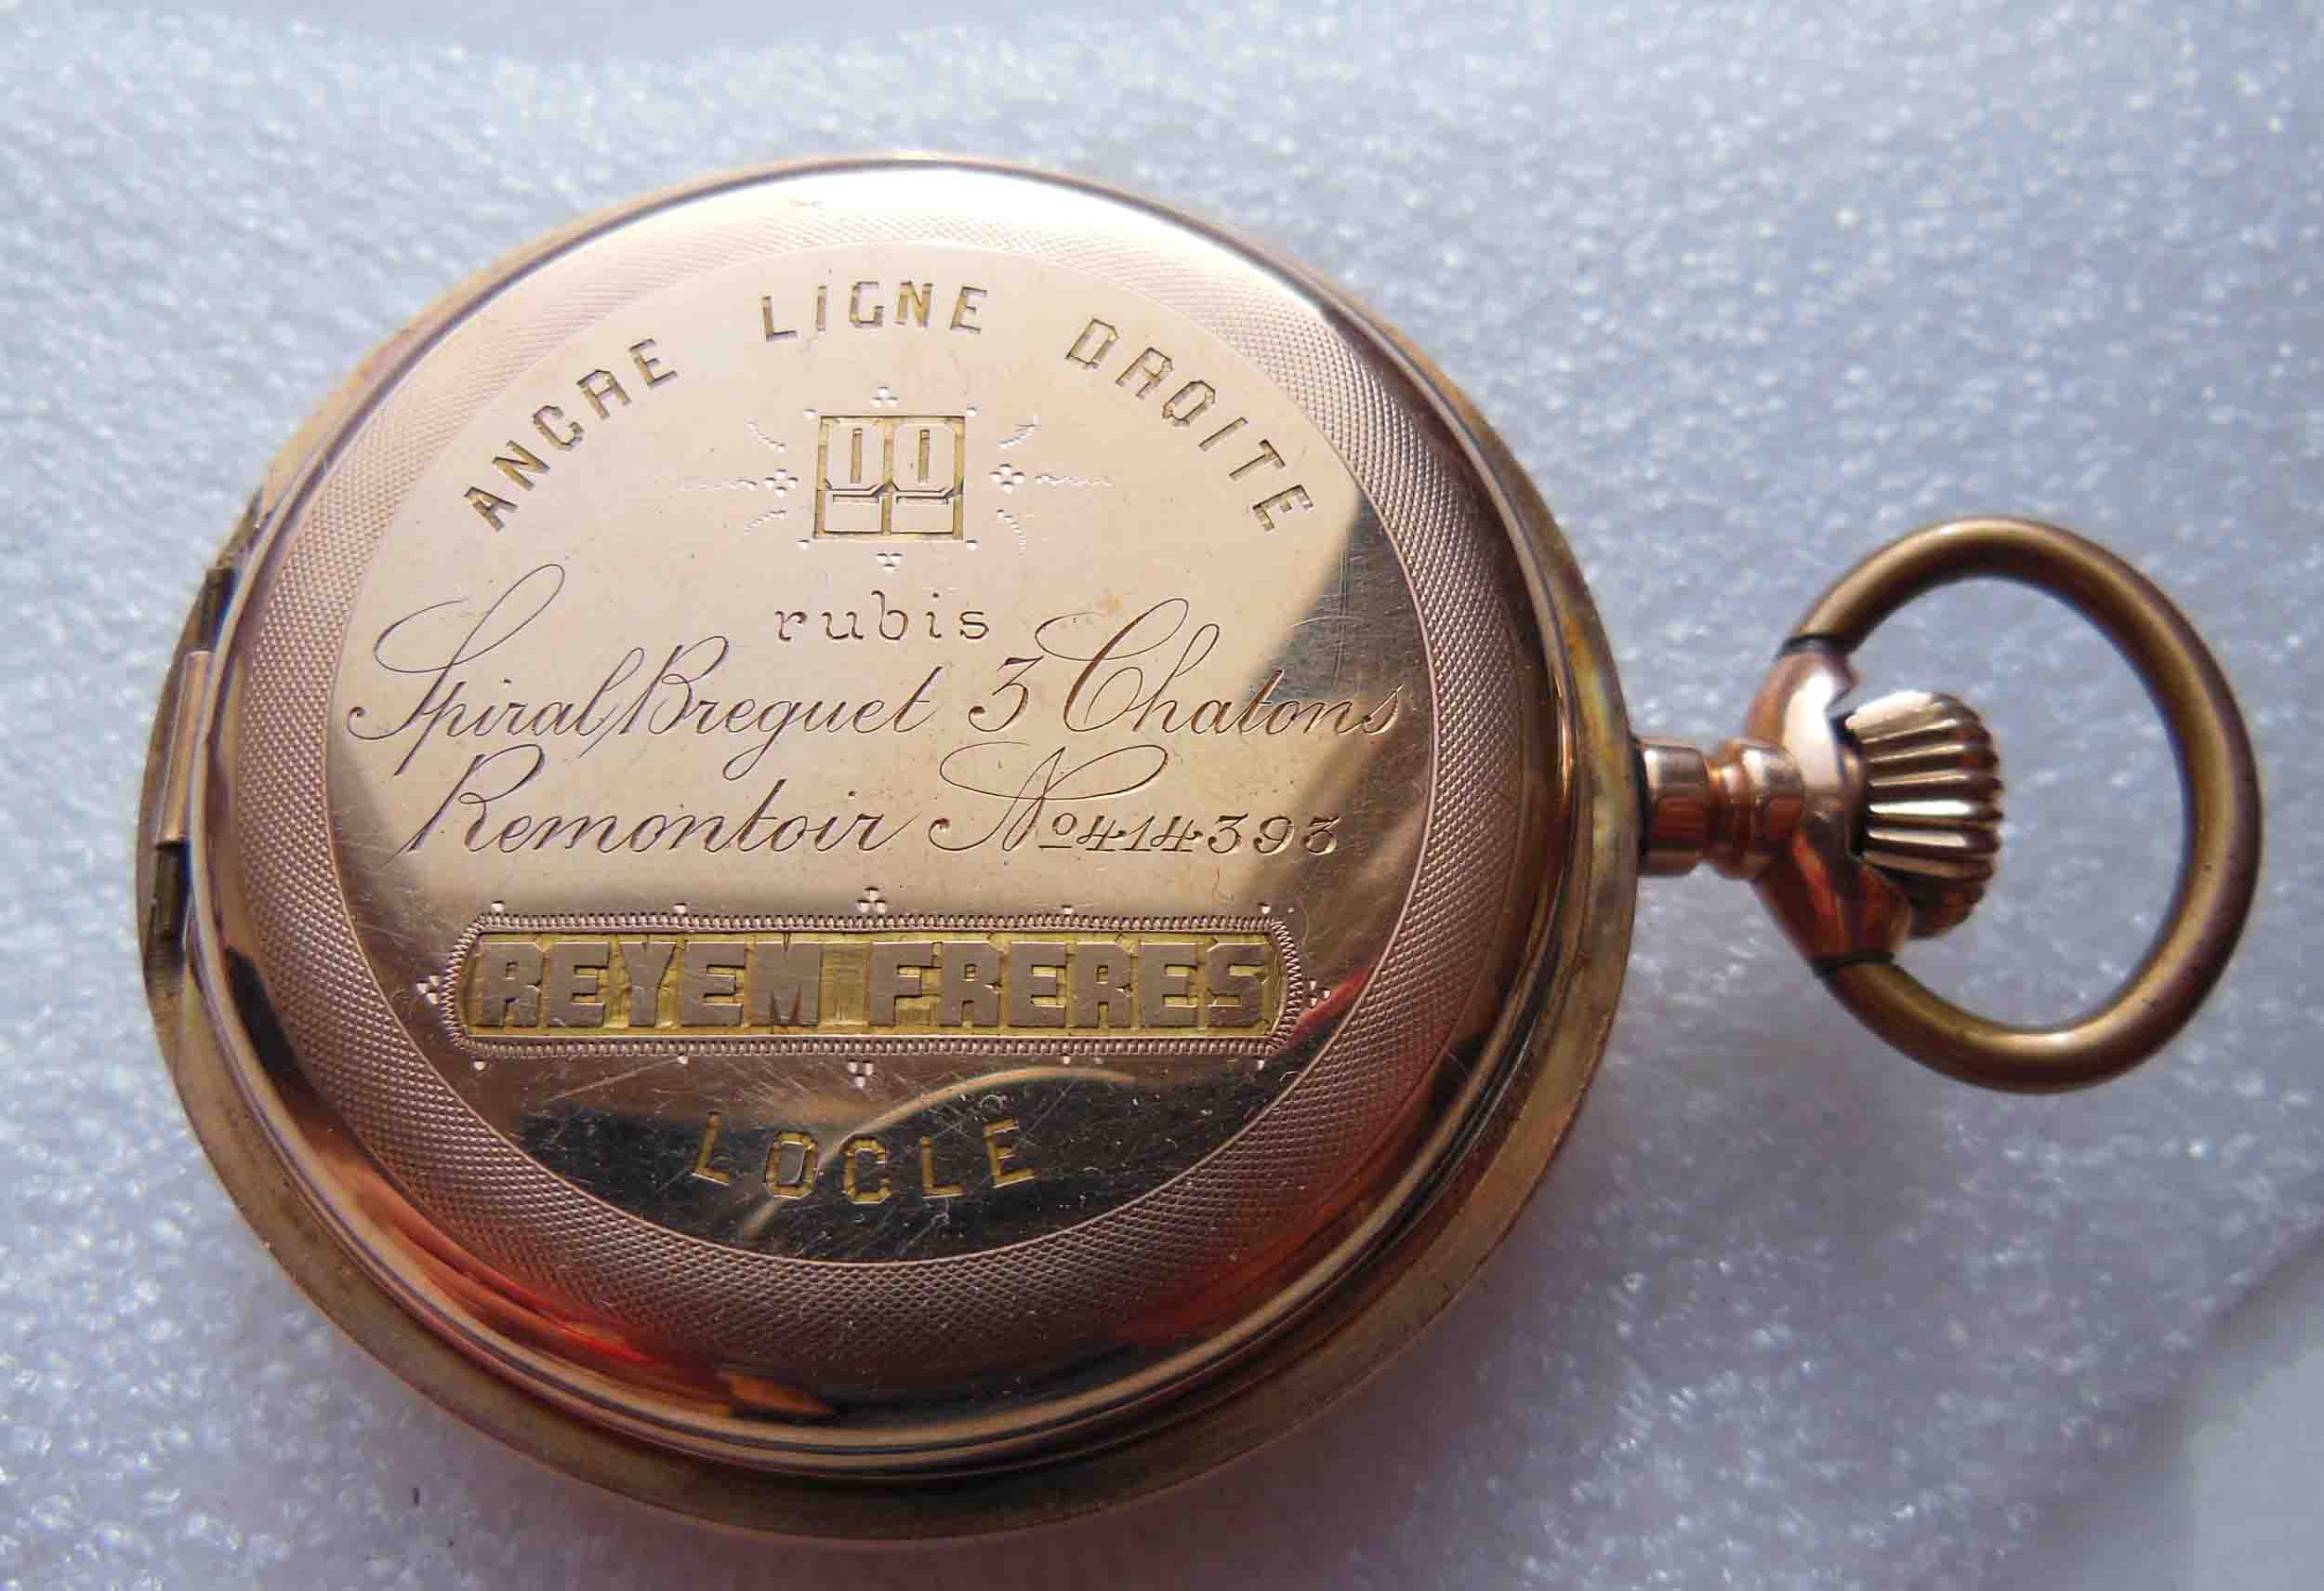 ANCRE LIGNE DROITE
rubis
Spiral Breguet 3 Chatons
Remontoir No 414393
REYEM FRERES
LOCLE